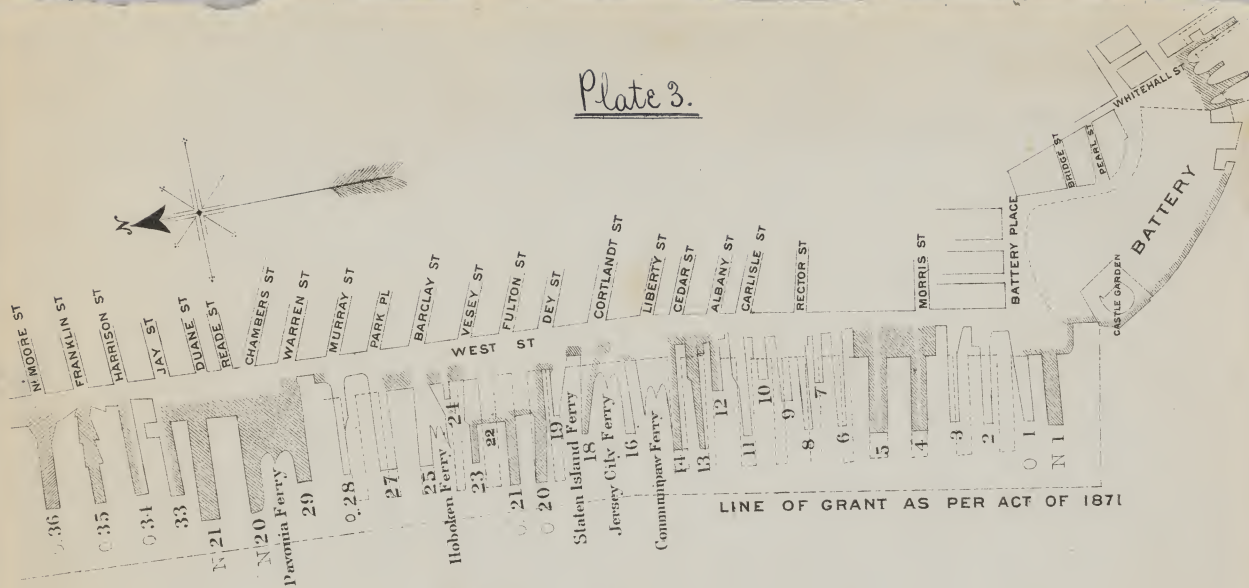 Plate 3.
N
N. MOORE ST
FRANKLIN ST
HARRISON ST
JAY ST
DUANE ST
READE ST
CHAMBERS ST
WARREN ST
MURRAY ST
PARK PL
BARCLAY ST
VESEY ST
FULTON ST
DEY ST
CORTLANDT ST
LIBERTY ST
CEDAR ST
ALBANY ST
CARLISLE ST
RECTOR ST
MORRIS ST
BATTERY PLACE
BRIDGE ST
PEARL ST
WHITEHALL ST
BATTERY
CASTLE GARDEN
WEST ST
O.36
O 35
O 34
33
N 21
N 20
Pavonia Ferry
29
O.28
27
25
Hoboken Ferry
24
23
22
O 21
O 20
19
Staten Island Ferry
18
Jersey City Ferry
16
Communipaw Ferry
14
13
12
11
10
9
8
7
6
5
4
3
2
O 1
N 1
LINE OF GRANT AS PER ACT OF 1871